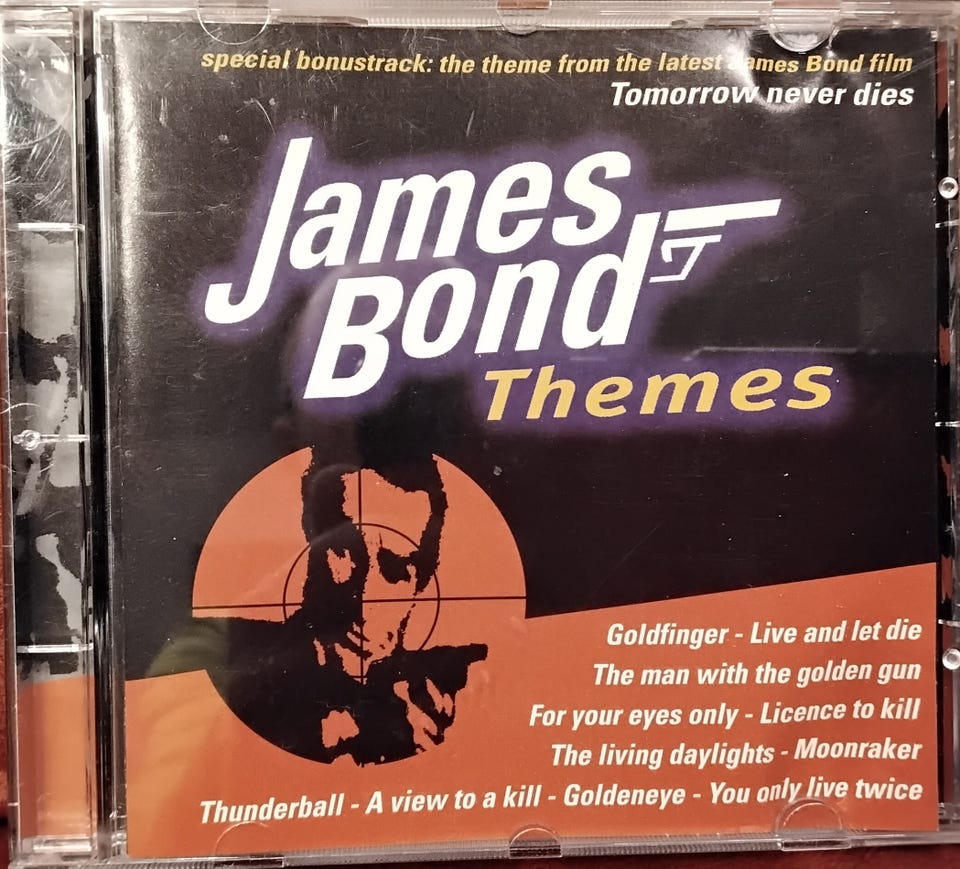 special bonustrack: the theme from the latest James Bond film
Tomorrow never dies
James
Bond
Themes
Goldfinger - Live and let die
The man with the golden gun
For your eyes only - Licence to kill
The living daylights - Moonraker
Thunderball - A view to a kill - Goldeneye - You only live twice